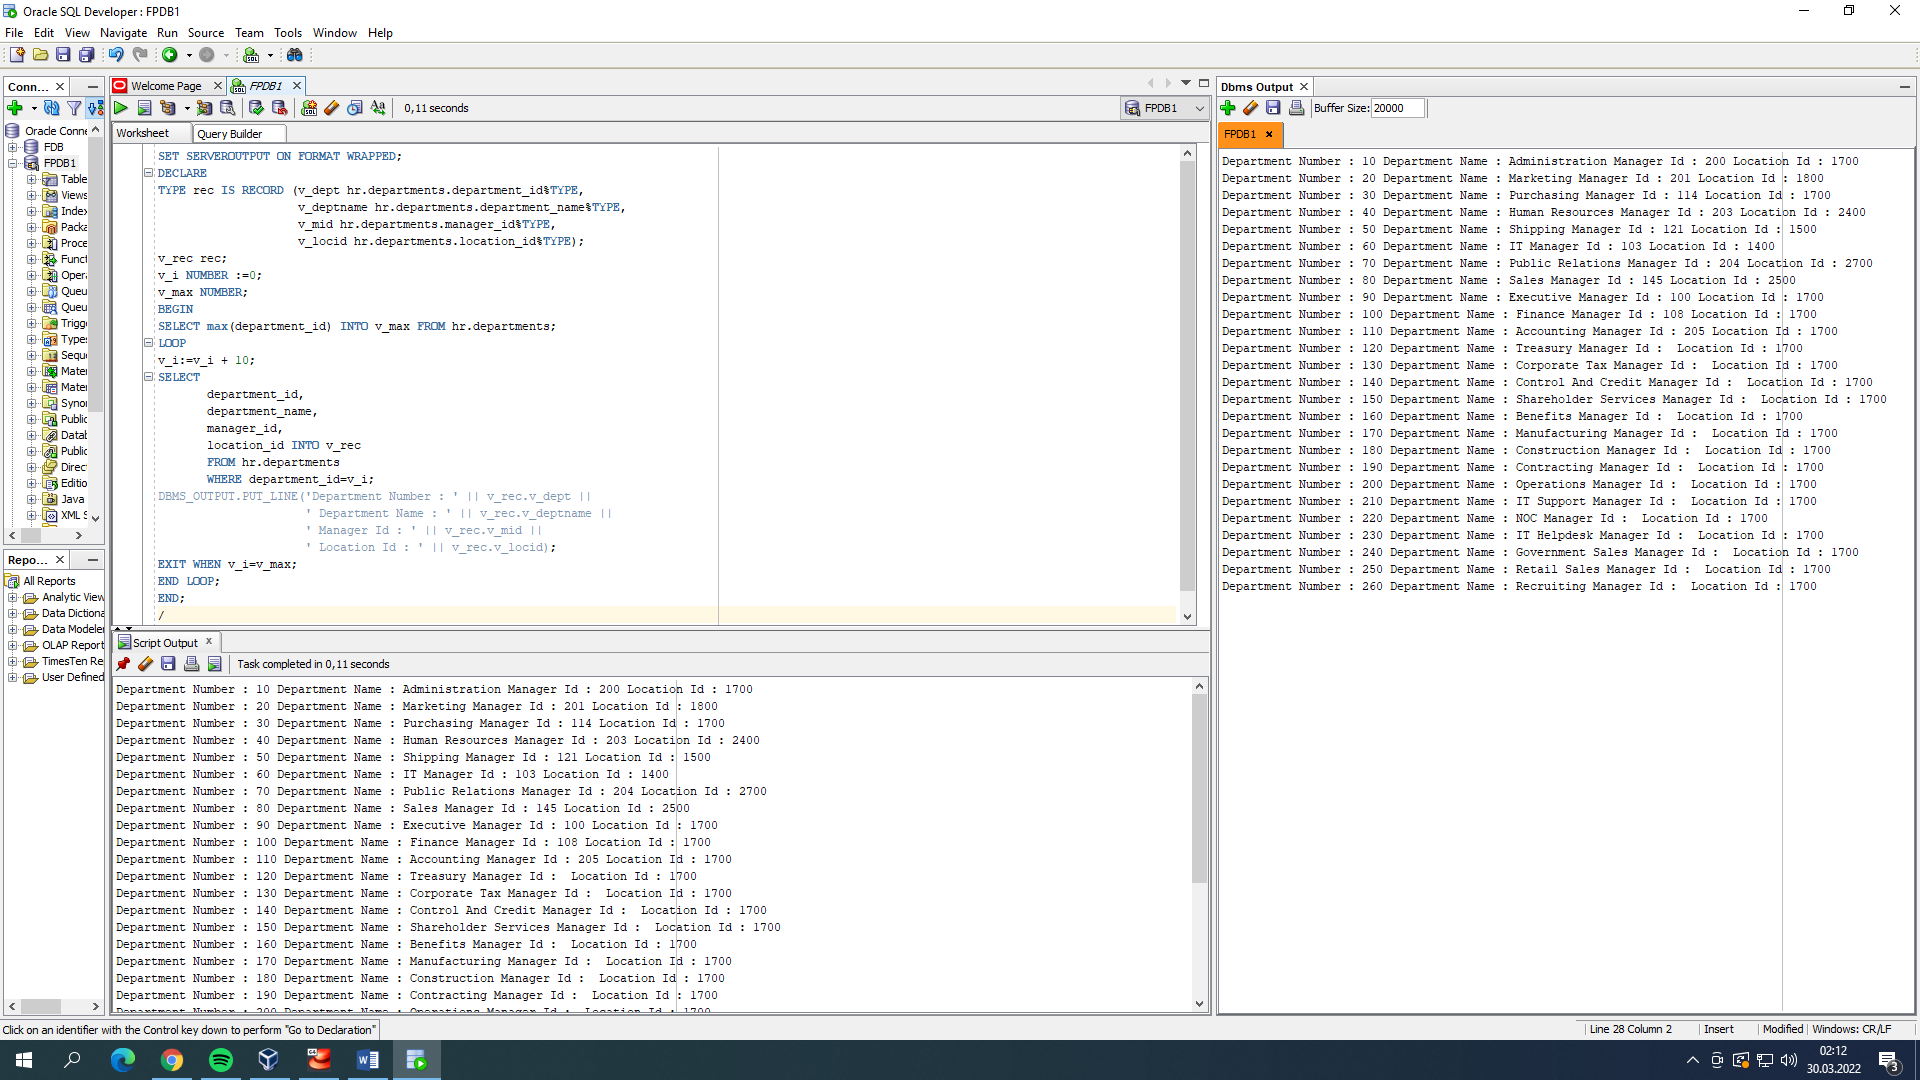 Oracle SQL Developer : FPDB1
File Edit View Navigate Run Source Team Tools Window Help
Conn...
Oracle Conne
FDB
FPDB1
Table
Views
Index
Packa
Proce
Funct
Opera
Queu
Queu
Trigg
Types
Sequ
Mater
Mater
Synor
Public
Datab
Public
Direct
Editio
Java
XML S
Repo...
All Reports
Analytic View
Data Dictiona
Data Modeler
OLAP Report
TimesTen Re
User Defined
Welcome Page
FPDB1
0,11 seconds
FPDB1
Worksheet Query Builder
SET SERVEROUTPUT ON FORMAT WRAPPED;
DECLARE
TYPE rec IS RECORD (v_dept hr.departments.department_id%TYPE,
v_deptname hr.departments.department_name%TYPE,
v_mid hr.departments.manager_id%TYPE,
v_locid hr.departments.location_id%TYPE);
v_rec rec;
v_i NUMBER :=0;
v_max NUMBER;
BEGIN
SELECT max(department_id) INTO v_max FROM hr.departments;
LOOP
v_i:=v_i + 10;
SELECT
department_id,
department_name,
manager_id,
location_id INTO v_rec
FROM hr.departments
WHERE department_id=v_i;
DBMS_OUTPUT.PUT_LINE('Department Number : ' || v_rec.v_dept ||
' Department Name : ' || v_rec.v_deptname ||
' Manager Id : ' || v_rec.v_mid ||
' Location Id : ' || v_rec.v_locid);
EXIT WHEN v_i=v_max;
END LOOP;
END;
/
Script Output
Task completed in 0,11 seconds
Department Number : 10 Department Name : Administration Manager Id : 200 Location Id : 1700
Department Number : 20 Department Name : Marketing Manager Id : 201 Location Id : 1800
Department Number : 30 Department Name : Purchasing Manager Id : 114 Location Id : 1700
Department Number : 40 Department Name : Human Resources Manager Id : 203 Location Id : 2400
Department Number : 50 Department Name : Shipping Manager Id : 121 Location Id : 1500
Department Number : 60 Department Name : IT Manager Id : 103 Location Id : 1400
Department Number : 70 Department Name : Public Relations Manager Id : 204 Location Id : 2700
Department Number : 80 Department Name : Sales Manager Id : 145 Location Id : 2500
Department Number : 90 Department Name : Executive Manager Id : 100 Location Id : 1700
Department Number : 100 Department Name : Finance Manager Id : 108 Location Id : 1700
Department Number : 110 Department Name : Accounting Manager Id : 205 Location Id : 1700
Department Number : 120 Department Name : Treasury Manager Id :  Location Id : 1700
Department Number : 130 Department Name : Corporate Tax Manager Id :  Location Id : 1700
Department Number : 140 Department Name : Control And Credit Manager Id :  Location Id : 1700
Department Number : 150 Department Name : Shareholder Services Manager Id :  Location Id : 1700
Department Number : 160 Department Name : Benefits Manager Id :  Location Id : 1700
Department Number : 170 Department Name : Manufacturing Manager Id :  Location Id : 1700
Department Number : 180 Department Name : Construction Manager Id :  Location Id : 1700
Department Number : 190 Department Name : Contracting Manager Id :  Location Id : 1700
Department Number : 200 Department Name : Operations Manager Id :  Location Id : 1700
Dbms Output
Buffer Size: 20000
FPDB1
Department Number : 10 Department Name : Administration Manager Id : 200 Location Id : 1700
Department Number : 20 Department Name : Marketing Manager Id : 201 Location Id : 1800
Department Number : 30 Department Name : Purchasing Manager Id : 114 Location Id : 1700
Department Number : 40 Department Name : Human Resources Manager Id : 203 Location Id : 2400
Department Number : 50 Department Name : Shipping Manager Id : 121 Location Id : 1500
Department Number : 60 Department Name : IT Manager Id : 103 Location Id : 1400
Department Number : 70 Department Name : Public Relations Manager Id : 204 Location Id : 2700
Department Number : 80 Department Name : Sales Manager Id : 145 Location Id : 2500
Department Number : 90 Department Name : Executive Manager Id : 100 Location Id : 1700
Department Number : 100 Department Name : Finance Manager Id : 108 Location Id : 1700
Department Number : 110 Department Name : Accounting Manager Id : 205 Location Id : 1700
Department Number : 120 Department Name : Treasury Manager Id :  Location Id : 1700
Department Number : 130 Department Name : Corporate Tax Manager Id :  Location Id : 1700
Department Number : 140 Department Name : Control And Credit Manager Id :  Location Id : 1700
Department Number : 150 Department Name : Shareholder Services Manager Id :  Location Id : 1700
Department Number : 160 Department Name : Benefits Manager Id :  Location Id : 1700
Department Number : 170 Department Name : Manufacturing Manager Id :  Location Id : 1700
Department Number : 180 Department Name : Construction Manager Id :  Location Id : 1700
Department Number : 190 Department Name : Contracting Manager Id :  Location Id : 1700
Department Number : 200 Department Name : Operations Manager Id :  Location Id : 1700
Department Number : 210 Department Name : IT Support Manager Id :  Location Id : 1700
Department Number : 220 Department Name : NOC Manager Id :  Location Id : 1700
Department Number : 230 Department Name : IT Helpdesk Manager Id :  Location Id : 1700
Department Number : 240 Department Name : Government Sales Manager Id :  Location Id : 1700
Department Number : 250 Department Name : Retail Sales Manager Id :  Location Id : 1700
Department Number : 260 Department Name : Recruiting Manager Id :  Location Id : 1700
Click on an identifier with the Control key down to perform "Go to Declaration"
Line 28 Column 2 Insert Modified Windows: CR/LF
02:12
30.03.2022
3